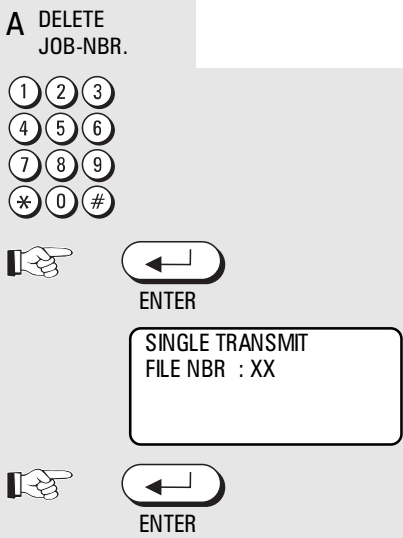 A DELETE
JOB-NBR.
1 2 3
4 5 6
7 8 9
* 0 #
ENTER
SINGLE TRANSMIT
FILE NBR : XX
ENTER